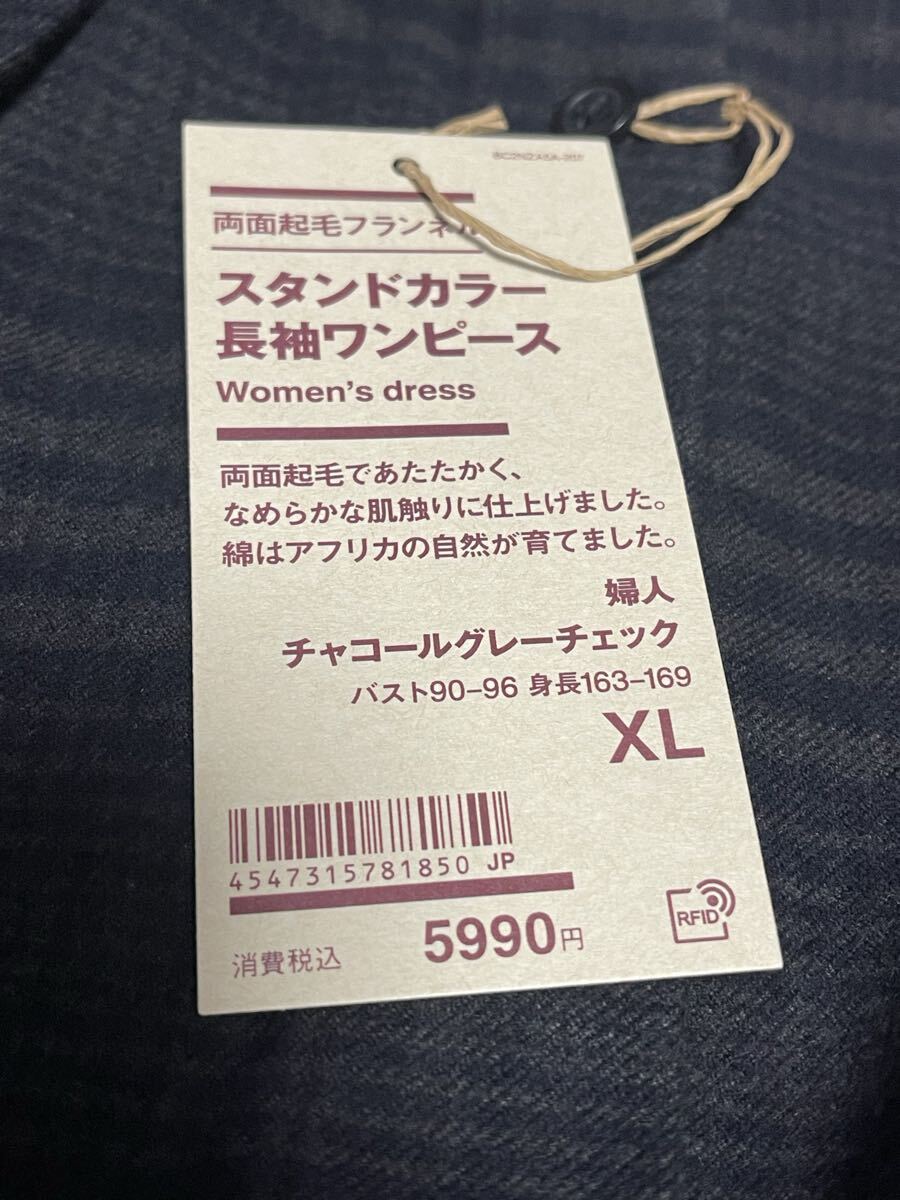 両面起毛フランネル
スタンドカラー
長袖ワンピース
Women's dress
両面起毛であたたかく、
なめらかな肌触りに仕上げました。
綿はアフリカの自然が育てました。
婦人
チャコールグレーチェック
バスト90–96 身長163–169
XL
4547315781850 JP
消費税込 5990円
RFID